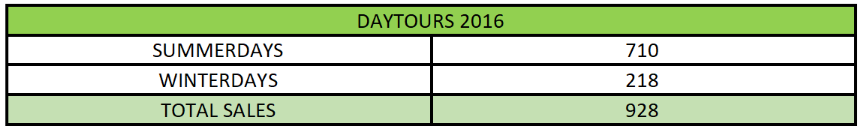 DAYTOURS 2016
SUMMERDAYS 710
WINTERDAYS 218
TOTAL SALES 928